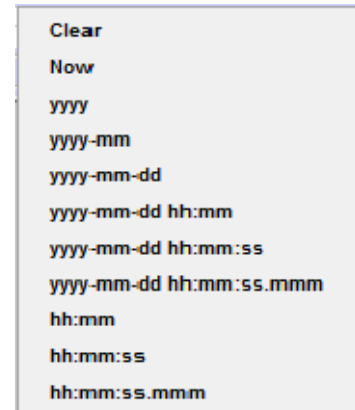 Clear
Now
yyyy
yyyy-mm
yyyy-mm-dd
yyyy-mm-dd hh:mm
yyyy-mm-dd hh:mm:ss
yyyy-mm-dd hh:mm:ss.mmm
hh:mm
hh:mm:ss
hh:mm:ss.mmm